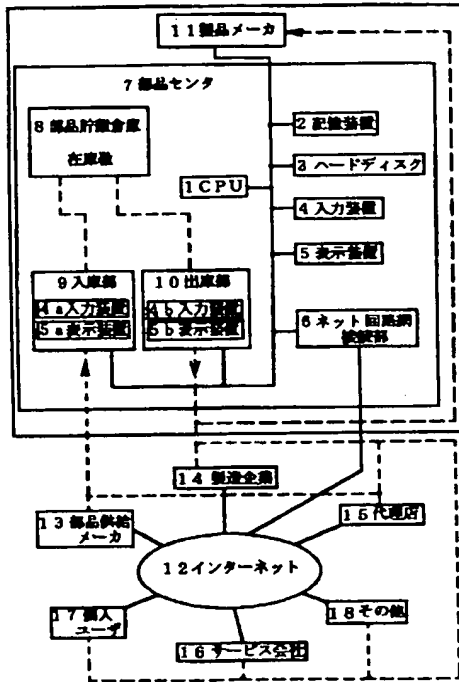 11製品メーカ
7部品センタ
8部品貯蔵倉庫
在庫数
2記憶装置
3ハードディスク
1CPU
4入力装置
5表示装置
9入庫部
4a入力装置
5a表示装置
10出庫部
4b入力装置
5b表示装置
6ネット回路網
接続部
14製造企業
13部品供給
メーカ
15代理店
12インターネット
17個人
ユーザ
18その他
16サービス会社